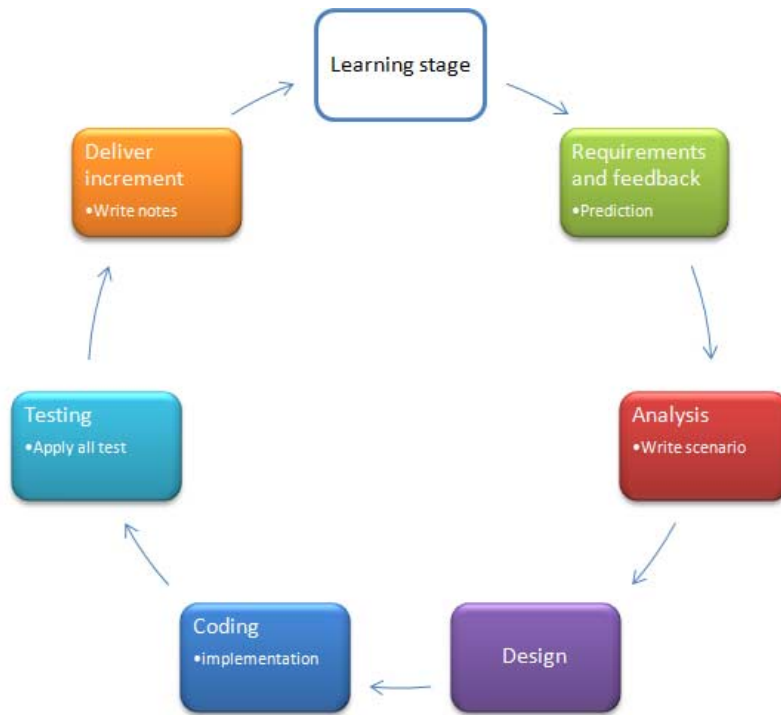 Learning stage
Requirements
and feedback
•Prediction
Analysis
•Write scenario
Design
Coding
•implementation
Testing
•Apply all test
Deliver
increment
•Write notes